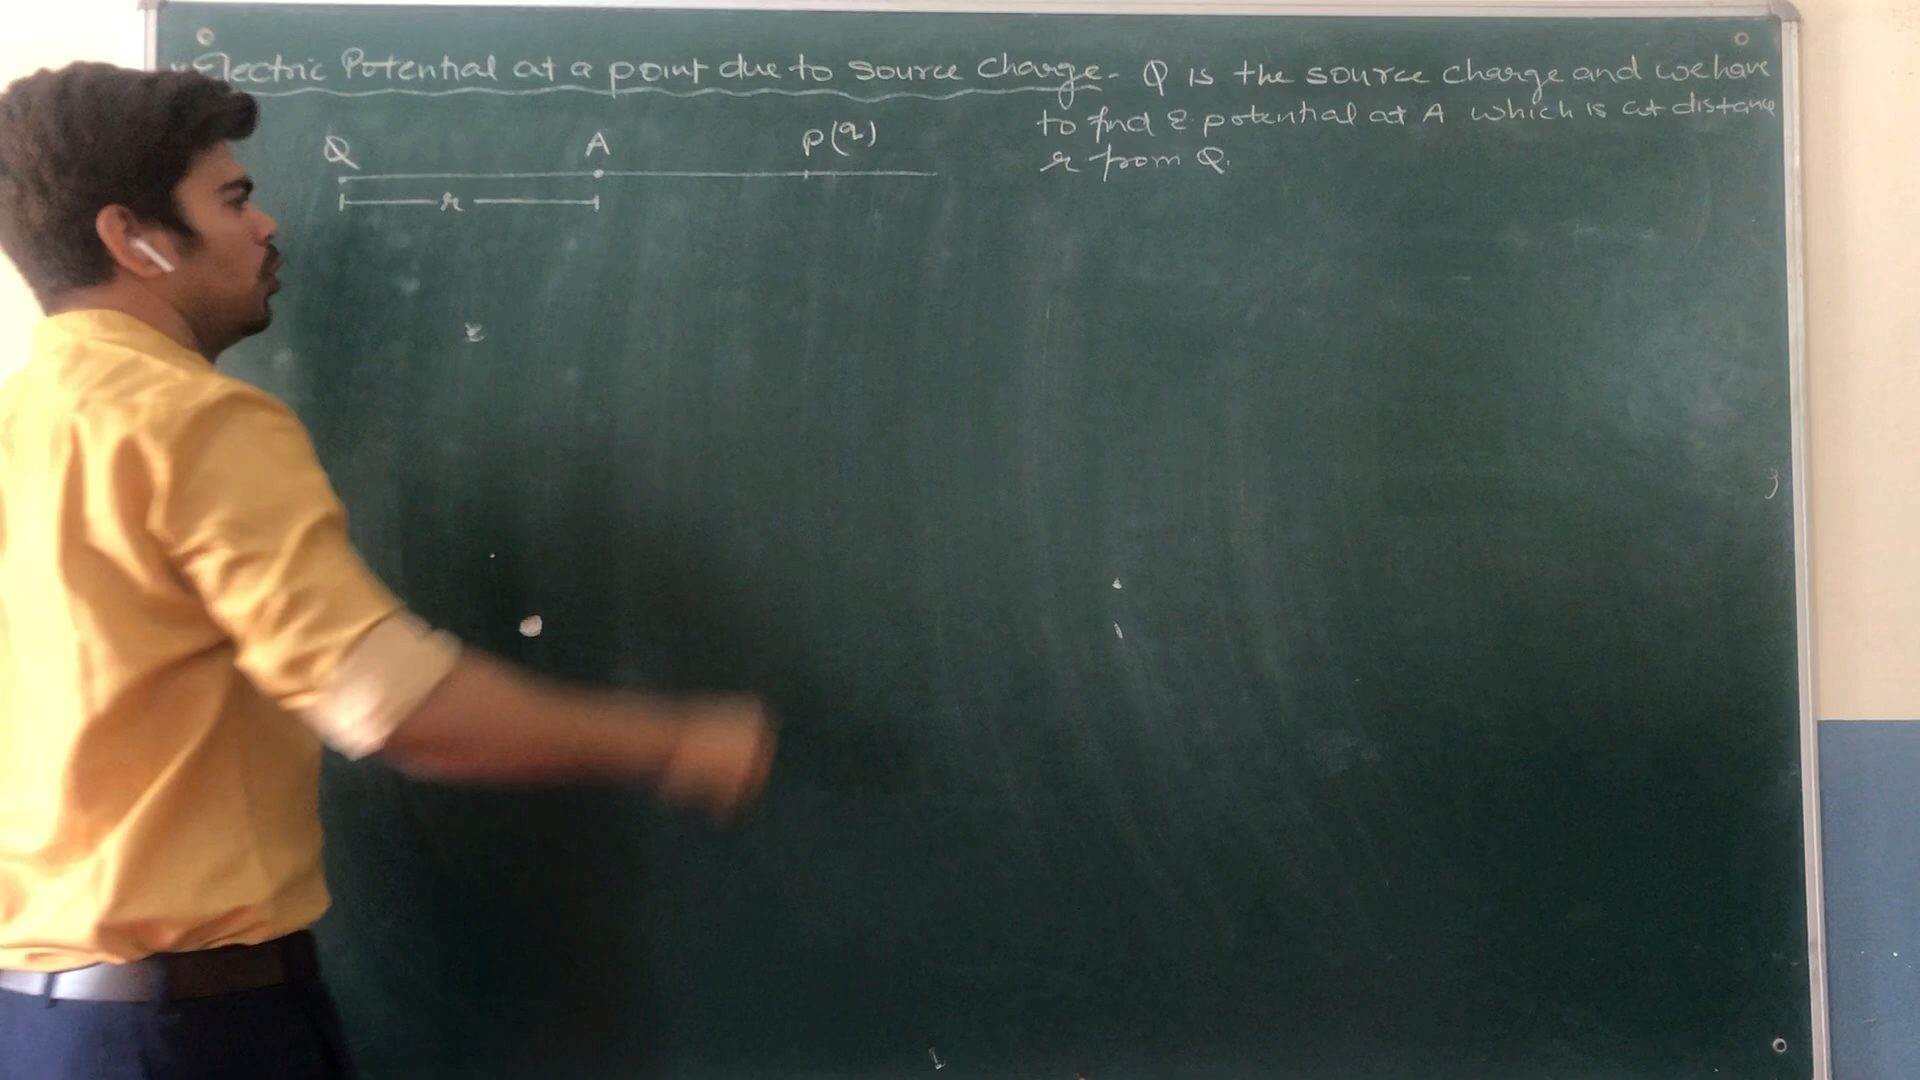 Electric Potential at a point due to Source Charge - Q is the source charge and we have
to find E. potential at A which is at distance
r from Q.
Q A P(q)
r